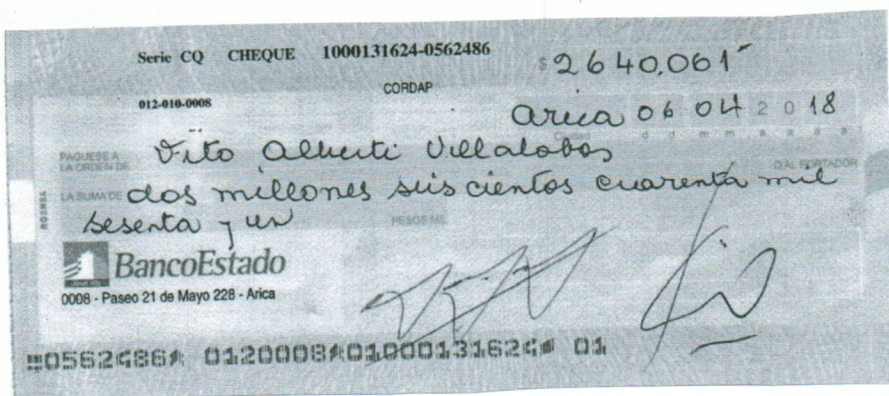 Serie CQ CHEQUE 1000131624-0562486
$ 2640.061
CORDAP
012-010-0008
Arica 06 04 2018
Ciudad d d m m a a a a
PAGUESE A LA ORDEN DE Vito Alberti Villalobos
O AL PORTADOR
LA SUMA DE dos millones seis cientos cuarenta mil
sesenta y un
PESOS M/L
BancoEstado
0008 - Paseo 21 de Mayo 228 - Arica
0562486 0120008 01000131624 01